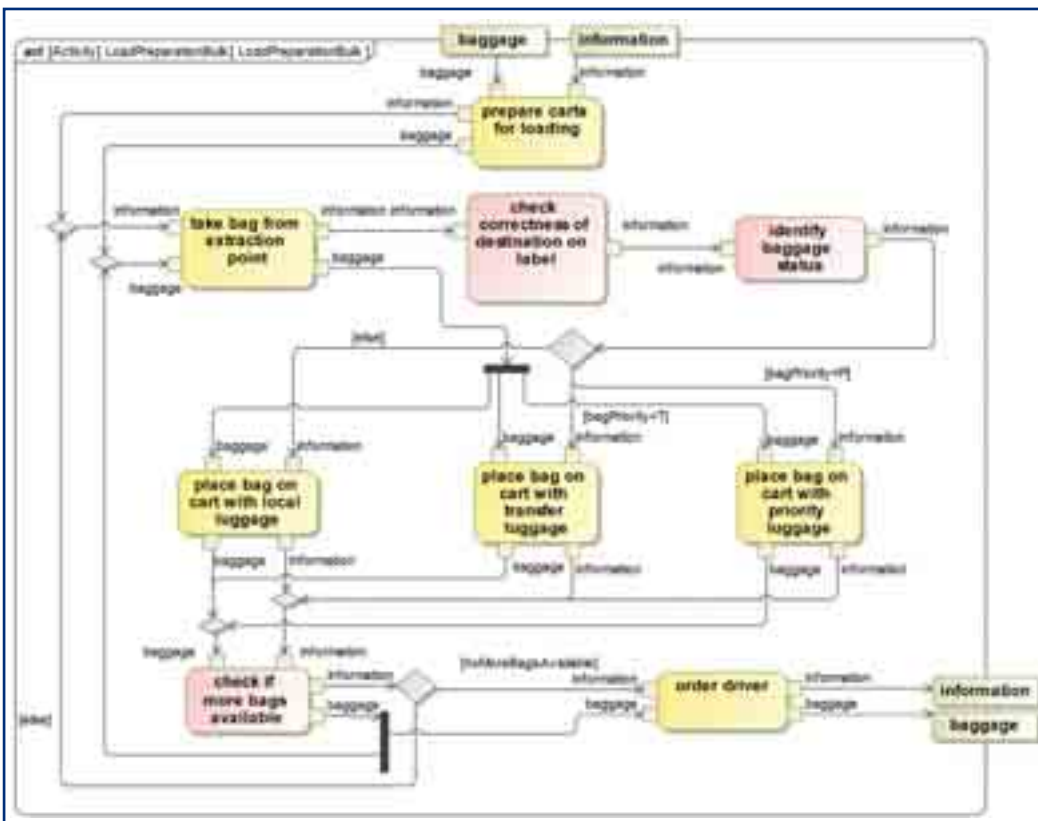 act [Activity] LoadPreparationBulk [ LoadPreparationBulk ]
baggage
information
baggage
information
information
baggage
prepare carts
for loading
information
take bag from
extraction
point
information
information
check
correctness of
destination on
label
information
information
identify
baggage
status
information
baggage
baggage
[else]
[bagPriority=P]
[bagPriority=T]
baggage
information
baggage
information
baggage
information
place bag on
cart with local
luggage
place bag on
cart with
transfer
luggage
place bag on
cart with
priority
luggage
baggage
information
baggage
information
baggage
information
baggage
information
check if
more bags
available
information
baggage
[NoMoreBagsAvailable]
information
baggage
order driver
information
baggage
information
baggage
[else]